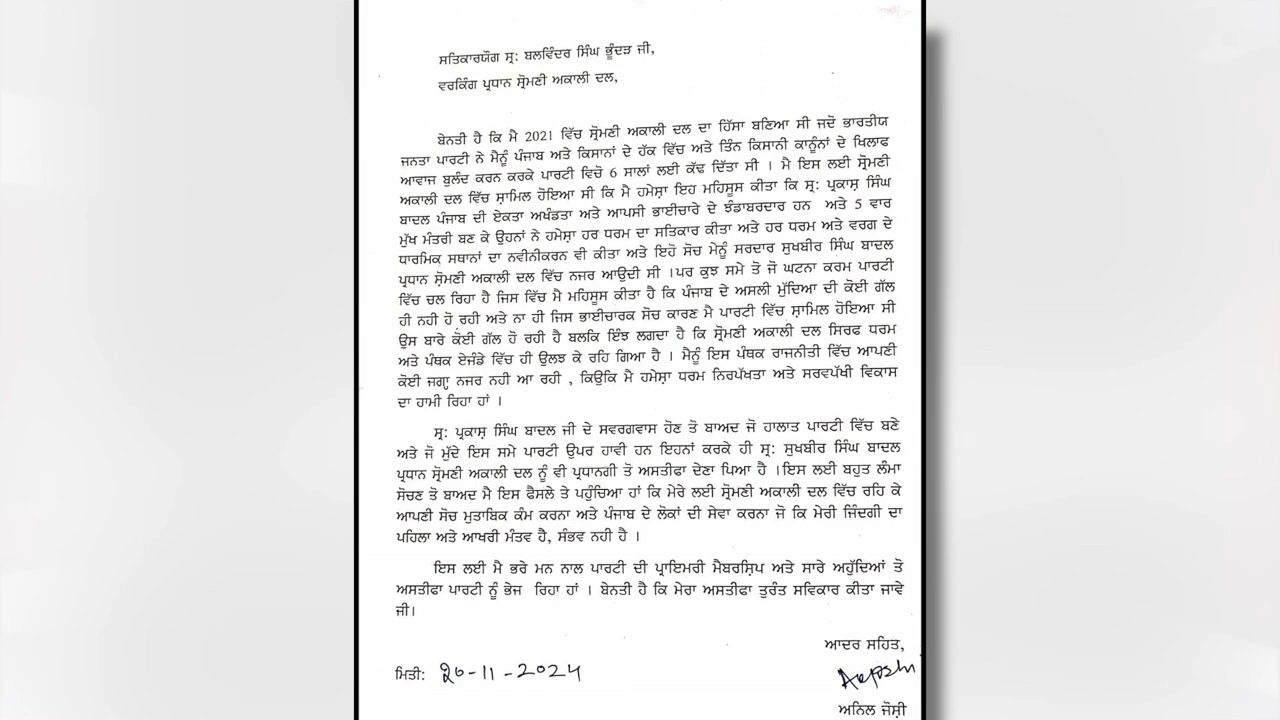 ਸਤਿਕਾਰਯੌਗ ਸ੍ਰ: ਬਲਵਿੰਦਰ ਸਿੰਘ ਭੂੰਦੜ ਜੀ,
ਵਰਕਿੰਗ ਪ੍ਰਧਾਨ ਸ੍ਰੋਮਣੀ ਅਕਾਲੀ ਦਲ,
ਬੇਨਤੀ ਹੈ ਕਿ ਮੈ 2021 ਵਿੱਚ ਸ੍ਰੋਮਣੀ ਅਕਾਲੀ ਦਲ ਦਾ ਹਿੱਸਾ ਬਣਿਆ ਸੀ ਜਦੋ ਭਾਰਤੀਯ
ਜਨਤਾ ਪਾਰਟੀ ਨੇ ਮੈਨੂੰ ਪੰਜਾਬ ਅਤੇ ਕਿਸਾਨਾਂ ਦੇ ਹੱਕ ਵਿੱਚ ਅਤੇ ਤਿੰਨ ਕਿਸਾਨੀ ਕਾਨੂੰਨਾਂ ਦੇ ਖਿਲਾਫ
ਆਵਾਜ ਬੁਲੰਦ ਕਰਨ ਕਰਕੇ ਪਾਰਟੀ ਵਿਚੋ 6 ਸਾਲਾਂ ਲਈ ਕੱਢ ਦਿੱਤਾ ਸੀ । ਮੈ ਇਸ ਲਈ ਸ੍ਰੋਮਣੀ
ਅਕਾਲੀ ਦਲ ਵਿੱਚ ਸ਼ਾਮਿਲ ਹੋਇਆ ਸੀ ਕਿ ਮੈ ਹਮੇਸ਼ਾ ਇਹ ਮਹਿਸੂਸ ਕੀਤਾ ਕਿ ਸ੍ਰ: ਪ੍ਰਕਾਸ਼ ਸਿੰਘ
ਬਾਦਲ ਪੰਜਾਬ ਦੀ ਏਕਤਾ ਅਖੰਡਤਾ ਅਤੇ ਆਪਸੀ ਭਾਈਚਾਰੇ ਦੇ ਝੰਡਾਬਰਦਾਰ ਹਨ ਅਤੇ 5 ਵਾਰ
ਮੁੱਖ ਮੰਤਰੀ ਬਣ ਕੇ ਉਹਨਾਂ ਨੇ ਹਮੇਸ਼ਾ ਹਰ ਧਰਮ ਦਾ ਸਤਿਕਾਰ ਕੀਤਾ ਅਤੇ ਹਰ ਧਰਮ ਅਤੇ ਵਰਗ ਦੇ
ਧਾਰਮਿਕ ਸਥਾਨਾਂ ਦਾ ਨਵੀਨੀਕਰਨ ਵੀ ਕੀਤਾ ਅਤੇ ਇਹੋ ਸੋਚ ਮੇਨੂੰ ਸਰਦਾਰ ਸੁਖਬੀਰ ਸਿੰਘ ਬਾਦਲ
ਪ੍ਰਧਾਨ ਸ਼੍ਰੋਮਣੀ ਅਕਾਲੀ ਦਲ ਵਿੱਚ ਨਜਰ ਆਉਦੀ ਸੀ ।ਪਰ ਕੁਝ ਸਮੇ ਤੋ ਜੋ ਘਟਨਾ ਕਰਮ ਪਾਰਟੀ
ਵਿੱਚ ਚਲ ਰਿਹਾ ਹੈ ਜਿਸ ਵਿੱਚ ਮੈ ਮਹਿਸੂਸ ਕੀਤਾ ਹੈ ਕਿ ਪੰਜਾਬ ਦੇ ਅਸਲੀ ਮੁੱਦਿਆ ਦੀ ਕੋਈ ਗੱਲ
ਹੀ ਨਹੀ ਹੋ ਰਹੀ ਅਤੇ ਨਾ ਹੀ ਜਿਸ ਭਾਈਚਾਰਕ ਸੋਚ ਕਾਰਣ ਮੈ ਪਾਰਟੀ ਵਿੱਚ ਸ਼ਾਮਿਲ ਹੋਇਆ ਸੀ
ਉਸ ਬਾਰੇ ਕੋਈ ਗੱਲ ਹੋ ਰਹੀ ਹੈ ਬਲਕਿ ਇੰਝ ਲਗਦਾ ਹੈ ਕਿ ਸ੍ਰੋਮਣੀ ਅਕਾਲੀ ਦਲ ਸਿਰਫ ਧਰਮ
ਅਤੇ ਪੰਥਕ ਏਜੰਡੇ ਵਿੱਚ ਹੀ ਉਲਝ ਕੇ ਰਹਿ ਗਿਆ ਹੈ । ਮੈਨੂੰ ਇਸ ਪੰਥਕ ਰਾਜਨੀਤੀ ਵਿੱਚ ਆਪਣੀ
ਕੋਈ ਜਗ੍ਹਾ ਨਜਰ ਨਹੀ ਆ ਰਹੀ , ਕਿਉਕਿ ਮੈ ਹਮੇਸ਼ਾ ਧਰਮ ਨਿਰਪੱਖਤਾ ਅਤੇ ਸਰਵਪੱਖੀ ਵਿਕਾਸ
ਦਾ ਹਾਮੀ ਰਿਹਾ ਹਾਂ ।
ਸ੍ਰ: ਪ੍ਰਕਾਸ਼ ਸਿੰਘ ਬਾਦਲ ਜੀ ਦੇ ਸਵਰਗਵਾਸ ਹੋਣ ਤੋ ਬਾਅਦ ਜੋ ਹਾਲਾਤ ਪਾਰਟੀ ਵਿੱਚ ਬਣੇ
ਅਤੇ ਜੋ ਮੁੱਦੇ ਇਸ ਸਮੇ ਪਾਰਟੀ ਉਪਰ ਹਾਵੀ ਹਨ ਇਹਨਾਂ ਕਰਕੇ ਹੀ ਸ੍ਰ: ਸੁਖਬੀਰ ਸਿੰਘ ਬਾਦਲ
ਪ੍ਰਧਾਨ ਸ੍ਰੋਮਣੀ ਅਕਾਲੀ ਦਲ ਨੂੰ ਵੀ ਪ੍ਰਧਾਨਗੀ ਤੋ ਅਸਤੀਫਾ ਦੇਣਾ ਪਿਆ ਹੈ ।ਇਸ ਲਈ ਬਹੁਤ ਲੰਮਾ
ਸੋਚਣ ਤੋ ਬਾਅਦ ਮੈ ਇਸ ਫੈਸਲੇ ਤੇ ਪਹੁੰਚਿਆ ਹਾਂ ਕਿ ਮੇਰੇ ਲਈ ਸ੍ਰੋਮਣੀ ਅਕਾਲੀ ਦਲ ਵਿੱਚ ਰਹਿ ਕੇ
ਆਪਣੀ ਸੋਚ ਮੁਤਾਬਿਕ ਕੰਮ ਕਰਨਾ ਅਤੇ ਪੰਜਾਬ ਦੇ ਲੋਕਾਂ ਦੀ ਸੇਵਾ ਕਰਨਾ ਜੋ ਕਿ ਮੇਰੀ ਜਿੰਦਗੀ ਦਾ
ਪਹਿਲਾ ਅਤੇ ਆਖਰੀ ਮੰਤਵ ਹੈ, ਸੰਭਵ ਨਹੀ ਹੈ ।
ਇਸ ਲਈ ਮੈ ਭਰੇ ਮਨ ਨਾਲ ਪਾਰਟੀ ਦੀ ਪ੍ਰਾਇਮਰੀ ਮੈਬਰਸ਼ਿਪ ਅਤੇ ਸਾਰੇ ਅਹੁੱਦਿਆਂ ਤੋ
ਅਸਤੀਫਾ ਪਾਰਟੀ ਨੂੰ ਭੇਜ ਰਿਹਾ ਹਾਂ । ਬੇਨਤੀ ਹੈ ਕਿ ਮੇਰਾ ਅਸਤੀਫਾ ਤੁਰੰਤ ਸਵਿਕਾਰ ਕੀਤਾ ਜਾਵੇ
ਜੀ।
ਆਦਰ ਸਹਿਤ,
ਮਿਤੀ: 20-11-2024
ਅਨਿਲ ਜੋਸ਼ੀ